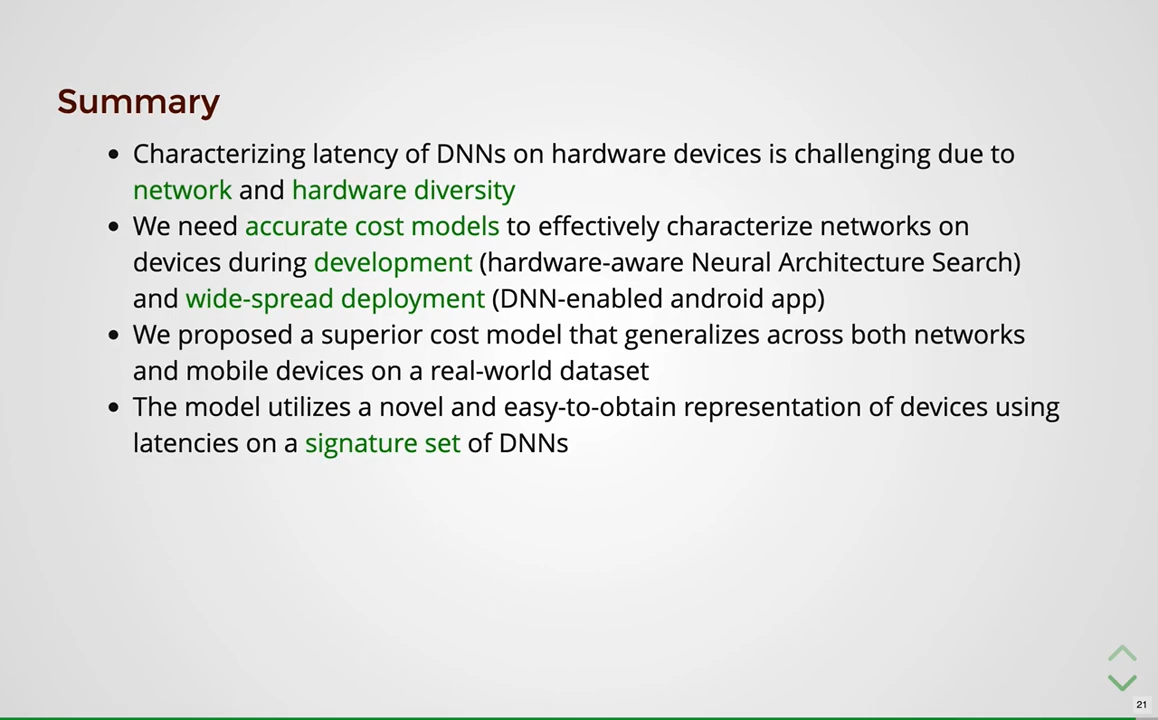 Summary
• Characterizing latency of DNNs on hardware devices is challenging due to
network and hardware diversity
• We need accurate cost models to effectively characterize networks on
devices during development (hardware-aware Neural Architecture Search)
and wide-spread deployment (DNN-enabled android app)
• We proposed a superior cost model that generalizes across both networks
and mobile devices on a real-world dataset
• The model utilizes a novel and easy-to-obtain representation of devices using
latencies on a signature set of DNNs
21